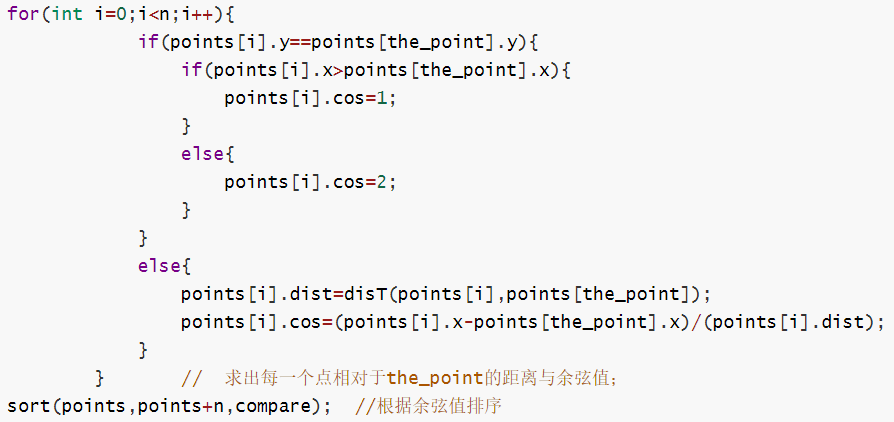 for(int i=0;i<n;i++){
if(points[i].y==points[the_point].y){
if(points[i].x>points[the_point].x){
points[i].cos=1;
}
else{
points[i].cos=2;
}
}
else{
points[i].dist=disT(points[i],points[the_point]);
points[i].cos=(points[i].x-points[the_point].x)/(points[i].dist);
}
} // 求出每一个点相对于the_point的距离与余弦值;
sort(points,points+n,compare); //根据余弦值排序